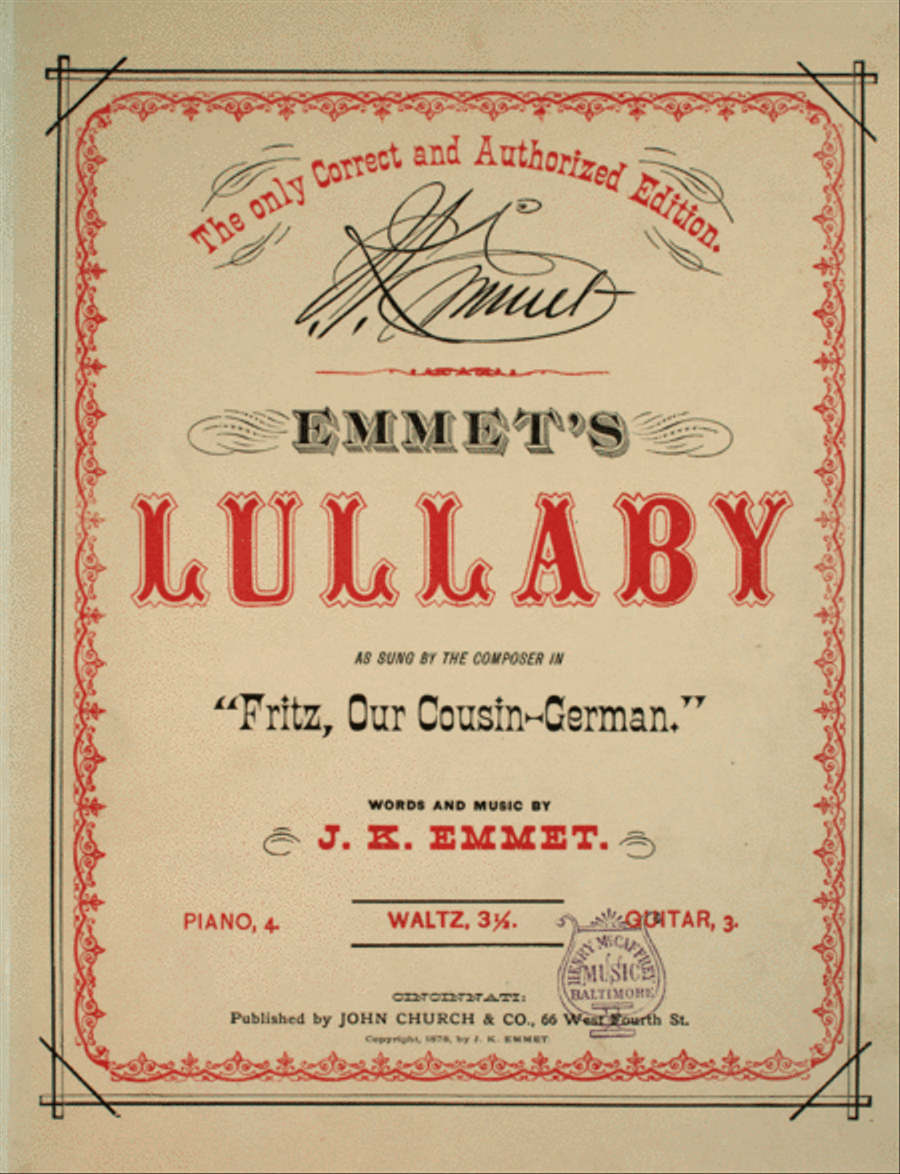 The only Correct and Authorized Edition.
J. K. Emmet
EMMET'S
LULLABY
AS SUNG BY THE COMPOSER IN
“Fritz, Our Cousin-German.”
WORDS AND MUSIC BY
J. K. EMMET.
PIANO, 4. WALTZ, 3½. GUITAR, 3.
HENRY McCAFFREY
MUSIC
BALTIMORE
CINCINNATI:
Published by JOHN CHURCH & CO., 66 West Fourth St.
Copyright, 1878, by J. K. EMMET.